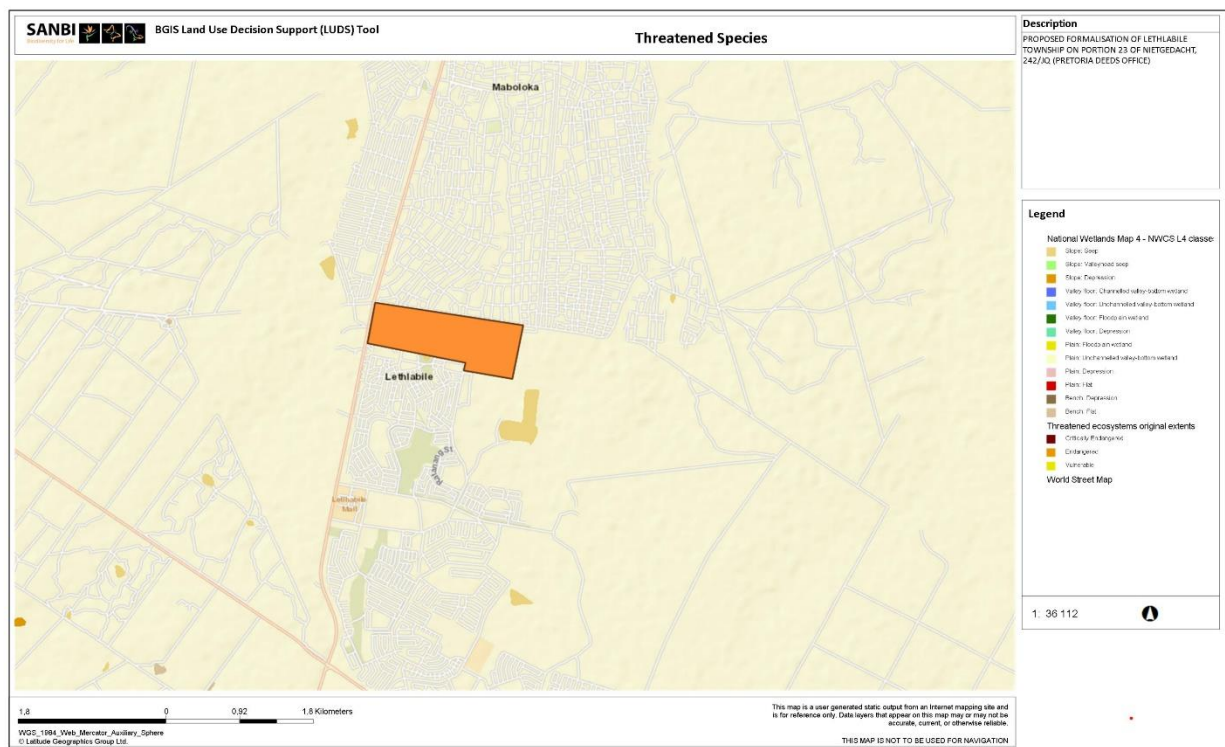 SANBI
Biodiversity for Life
BGIS Land Use Decision Support (LUDS) Tool
Threatened Species
Description
PROPOSED FORMALISATION OF LETHLABILE
TOWNSHIP ON PORTION 23 OF NIETGEDACHT,
242/JQ (PRETORIA DEEDS OFFICE)
Maboloka
Lethlabile
Lethabile
Mall
Legend
National Wetlands Map 4 - NWCS L4 classes
Slope: Seep
Slope: Valleyhead seep
Slope: Depression
Valley floor: Channelled valley-bottom wetland
Valley floor: Unchannelled valley-bottom wetland
Valley floor: Floodplain wetland
Valley floor: Depression
Plain: Floodplain wetland
Plain: Unchannelled valley-bottom wetland
Plain: Depression
Plain: Flat
Bench: Depression
Bench: Flat
Threatened ecosystems original extents
Critically Endangered
Endangered
Vulnerable
World Street Map
1: 36 112
1,8 0 0,92 1.8 Kilometers
WGS_1984_Web_Mercator_Auxiliary_Sphere
© Latitude Geographics Group Ltd.
This map is a user generated static output from an Internet mapping site and
is for reference only. Data layers that appear on this map may or may not be
accurate, current, or otherwise reliable.
THIS MAP IS NOT TO BE USED FOR NAVIGATION